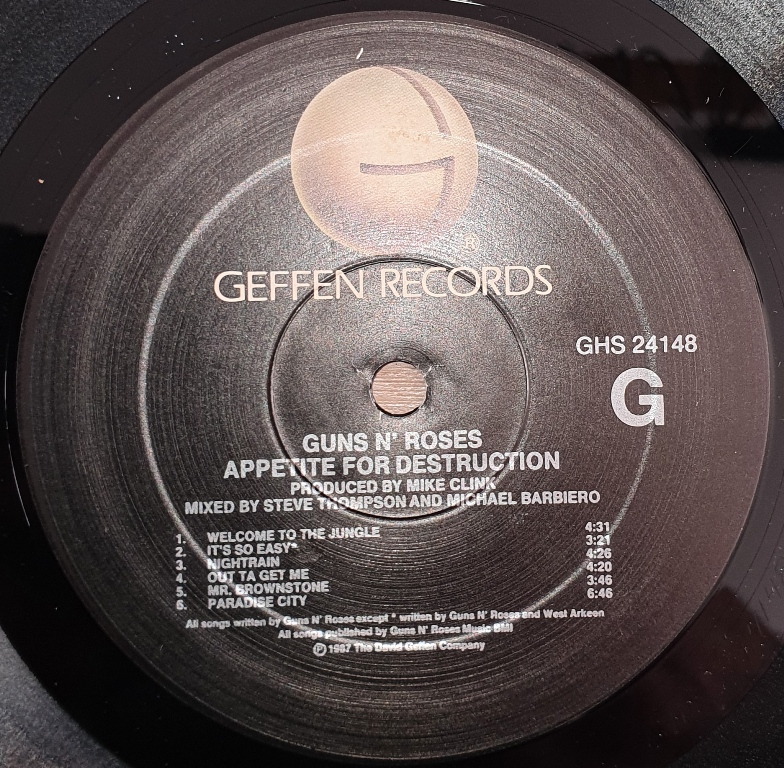 ®
GEFFEN RECORDS
GHS 24148
G
GUNS N' ROSES
APPETITE FOR DESTRUCTION
PRODUCED BY MIKE CLINK
MIXED BY STEVE THOMPSON AND MICHAEL BARBIERO
1. WELCOME TO THE JUNGLE 4:31
2. IT'S SO EASY* 3:21
3. NIGHTRAIN 4:26
4. OUT TA GET ME 4:20
5. MR. BROWNSTONE 3:46
6. PARADISE CITY 6:46
All songs written by Guns N' Roses except * written by Guns N' Roses and West Arkeen
All songs published by Guns N' Roses Music BMI
℗ 1987 The David Geffen Company